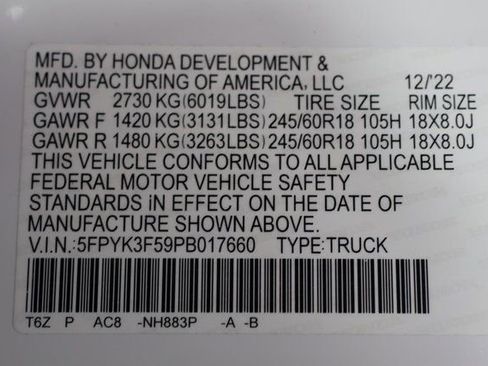 MFD. BY HONDA DEVELOPMENT &
MANUFACTURING OF AMERICA, LLC 12/'22
GVWR 2730 KG(6019LBS) TIRE SIZE RIM SIZE
GAWR F 1420 KG(3131LBS) 245/60R18 105H 18X8.0J
GAWR R 1480 KG(3263LBS) 245/60R18 105H 18X8.0J
THIS VEHICLE CONFORMS TO ALL APPLICABLE
FEDERAL MOTOR VEHICLE SAFETY
STANDARDS iN EFFECT ON THE DATE OF
MANUFACTURE SHOWN ABOVE.
V.I.N.:5FPYK3F59PB017660 TYPE:TRUCK
T6Z P AC8 -NH883P -A -B